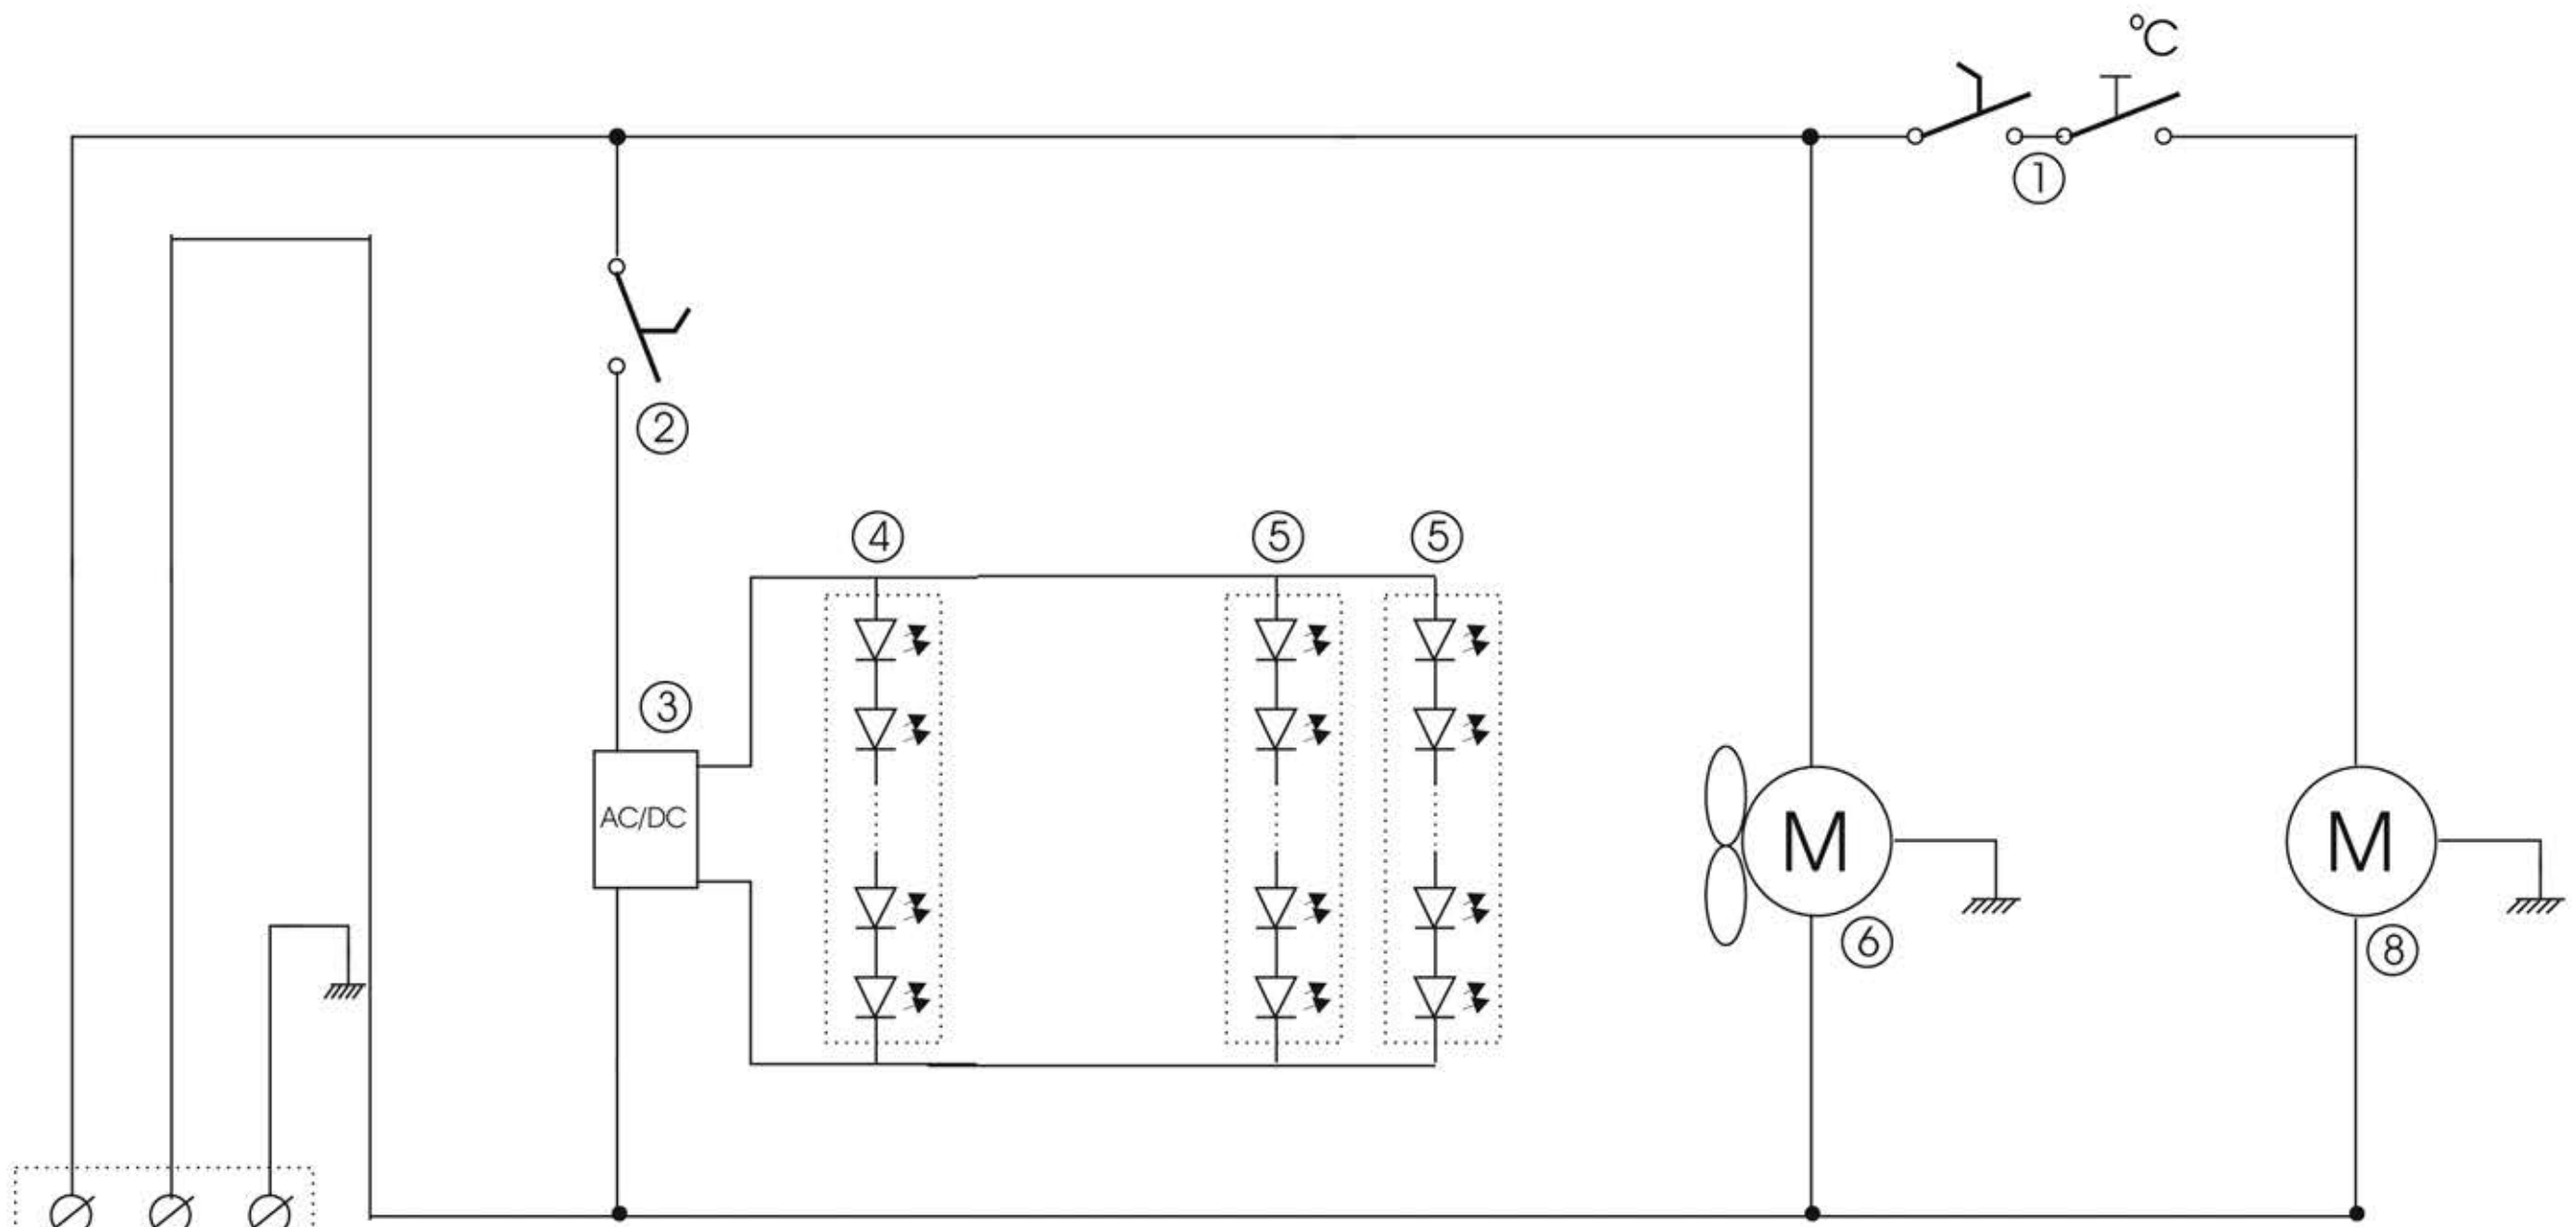 °C
①
②
④ ⑤ ⑤
③
AC/DC
M M
⑥ ⑧